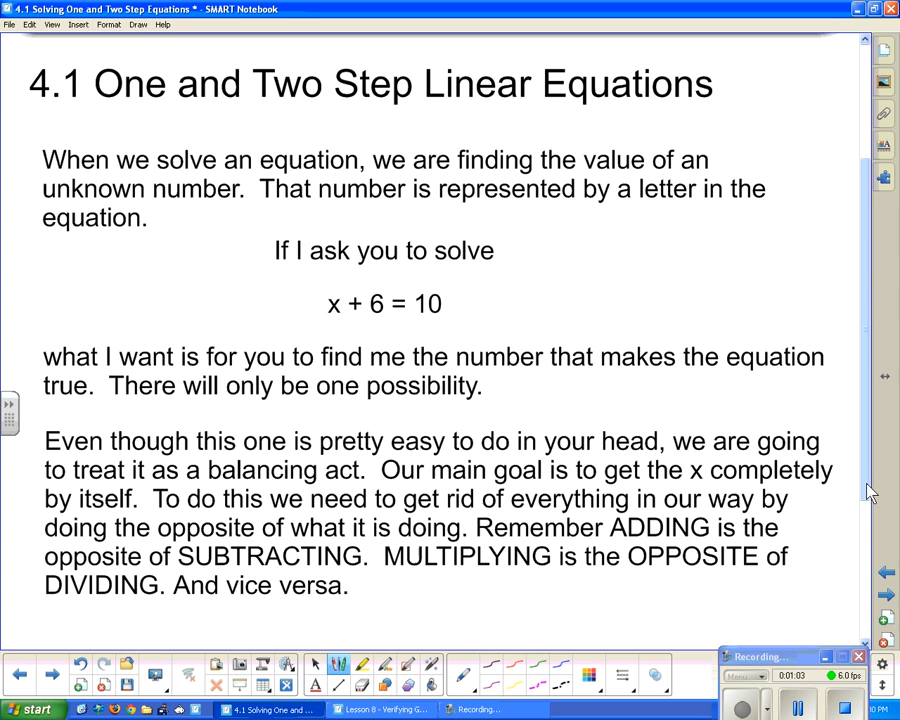 4.1 Solving One and Two Step Equations * - SMART Notebook
File Edit View Insert Format Draw Help
4.1 One and Two Step Linear Equations
When we solve an equation, we are finding the value of an
unknown number. That number is represented by a letter in the
equation.
If I ask you to solve
x + 6 = 10
what I want is for you to find me the number that makes the equation
true. There will only be one possibility.
Even though this one is pretty easy to do in your head, we are going
to treat it as a balancing act. Our main goal is to get the x completely
by itself. To do this we need to get rid of everything in our way by
doing the opposite of what it is doing. Remember ADDING is the
opposite of SUBTRACTING. MULTIPLYING is the OPPOSITE of
DIVIDING. And vice versa.
Recording...
Menu 0:01:03 6.0 fps
start 4.1 Solving One and ... Lesson 8 - Verifying G... Recording...